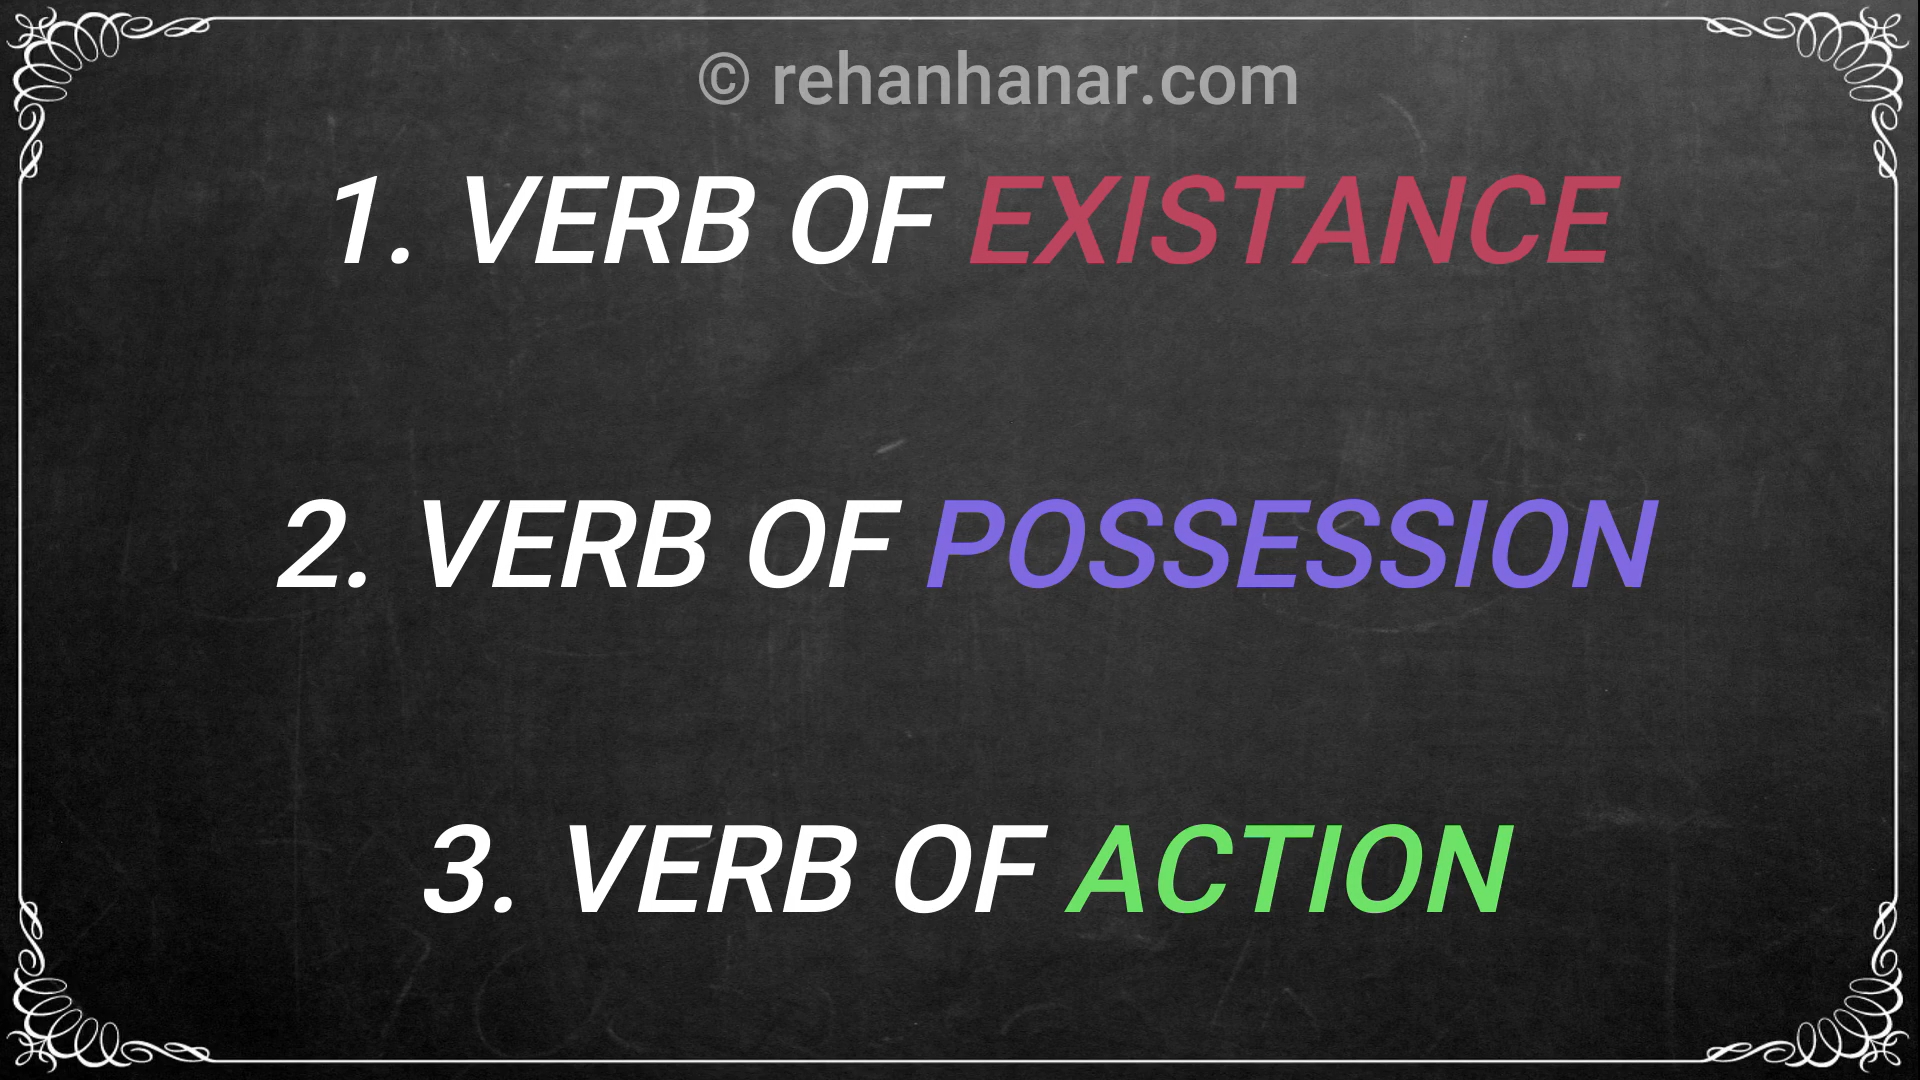 © rehanhanar.com
1. VERB OF EXISTANCE
2. VERB OF POSSESSION
3. VERB OF ACTION